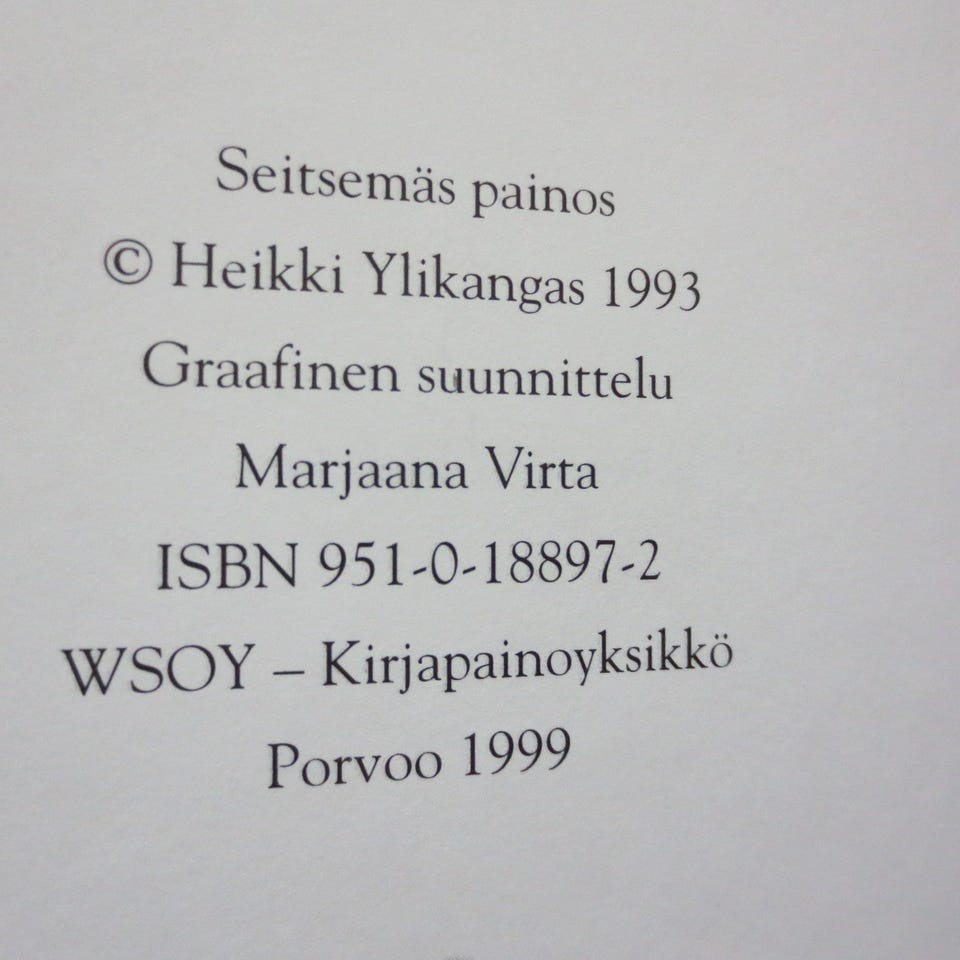 Seitsemäs painos
© Heikki Ylikangas 1993
Graafinen suunnittelu
Marjaana Virta
ISBN 951-0-18897-2
WSOY – Kirjapainoyksikkö
Porvoo 1999